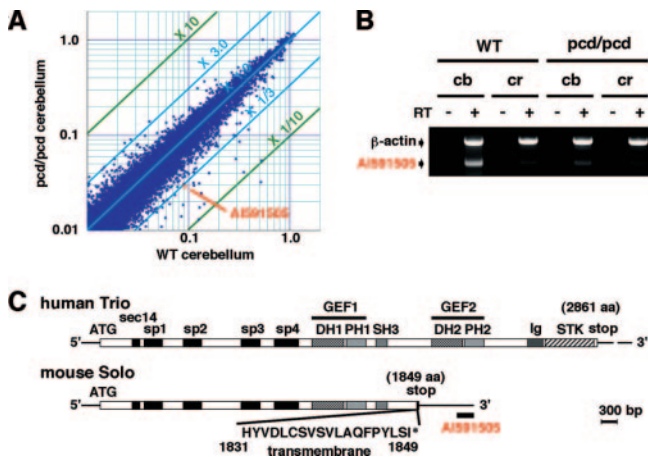 A
pcd/pcd cerebellum
1.0
0.1
0.01
X 10
X 3.0
X 1/3
X 1/10
AI591505
0.1
1.0
WT cerebellum
B
WT
pcd/pcd
cb
cr
cb
cr
RT - + - + - + - +
β-actin
AI591505
C
human Trio
GEF1
GEF2
(2861 aa)
sec14
ATG
sp1
sp2
sp3
sp4
DH1
PH1
SH3
DH2
PH2
Ig
STK
stop
5'
3'
mouse Solo
(1849 aa)
ATG
stop
5'
3'
300 bp
AI591505
HYVDLCSVSVLAQFPYLSI*
1831
transmembrane
1849